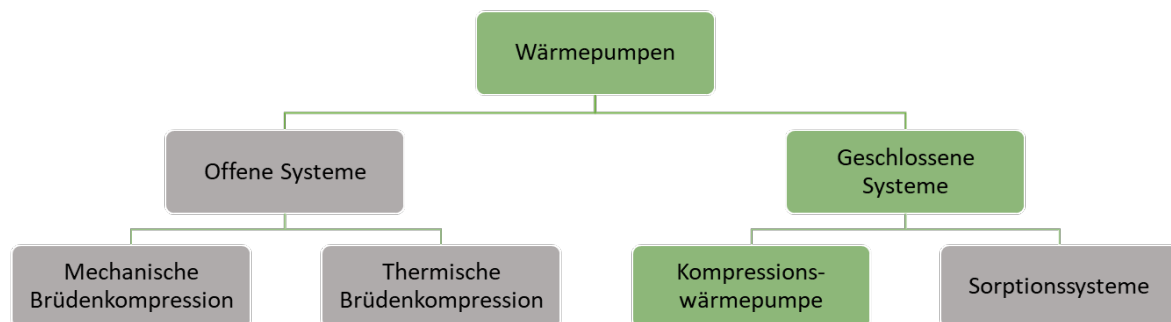 Wärmepumpen
Offene Systeme
Geschlossene
Systeme
Mechanische
Brüdenkompression
Thermische
Brüdenkompression
Kompressions-
wärmepumpe
Sorptionssysteme